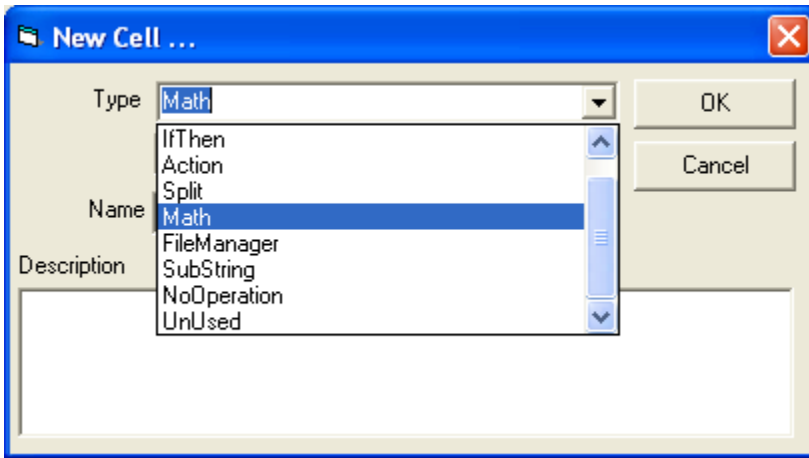 New Cell ...
Type Math OK
IfThen
Action
Cancel
Split
Name Math
FileManager
Description
SubString
NoOperation
UnUsed